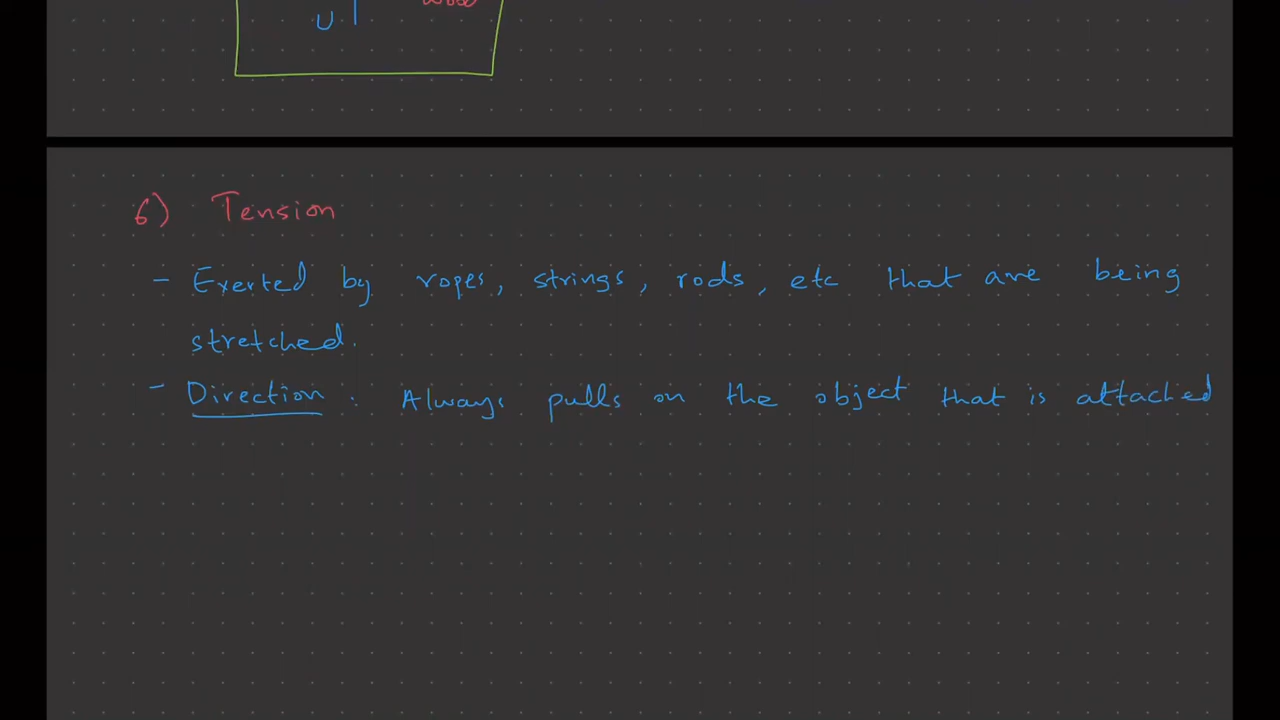 U
6) Tension
- Exerted by ropes, strings, rods, etc that are being
stretched.
- Direction : Always pulls on the object that is attached